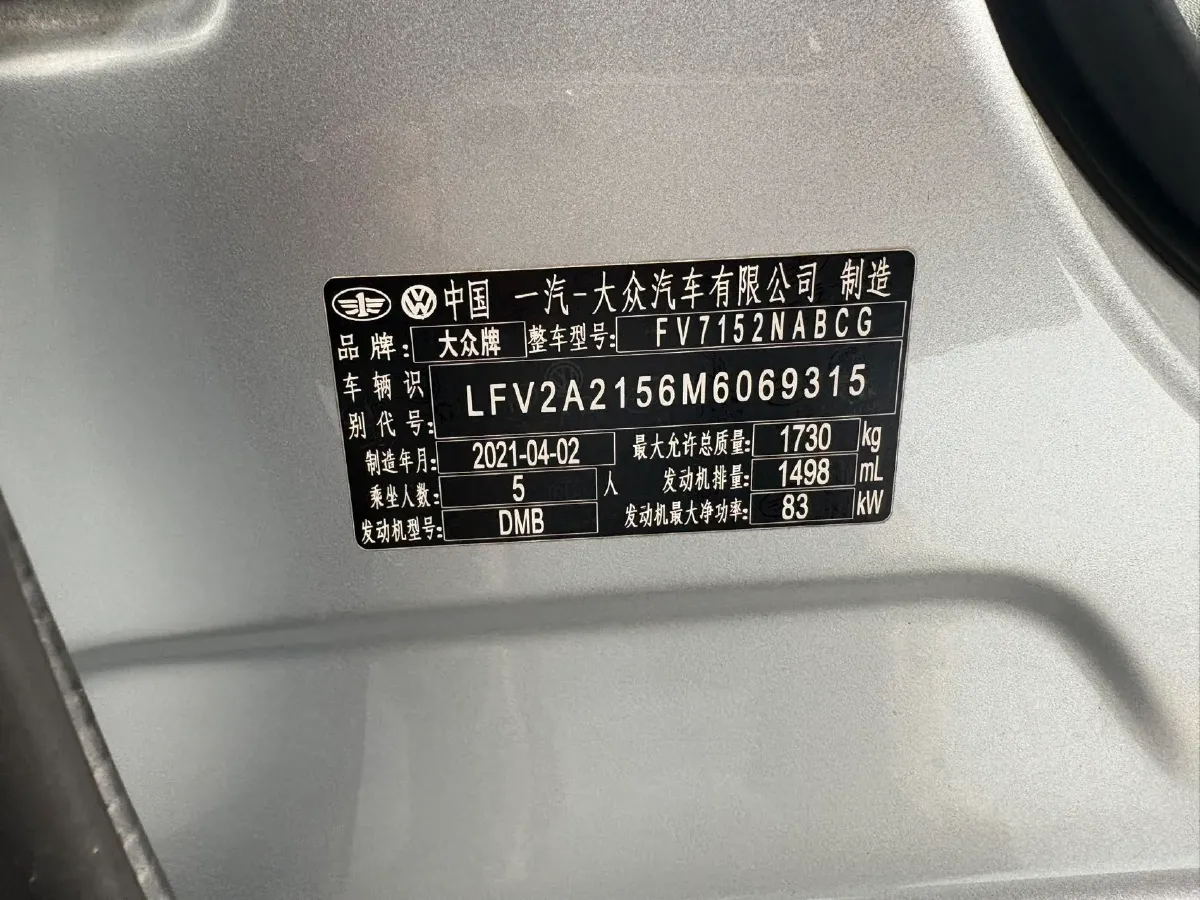 中国 一汽-大众汽车有限公司 制造
品牌: 大众牌 整车型号: FV7152NABCG
车辆识别代号: LFV2A2156M6069315
制造年月: 2021-04-02 最大允许总质量: 1730 kg
乘坐人数: 5 人 发动机排量: 1498 mL
发动机型号: DMB 发动机最大净功率: 83 kW